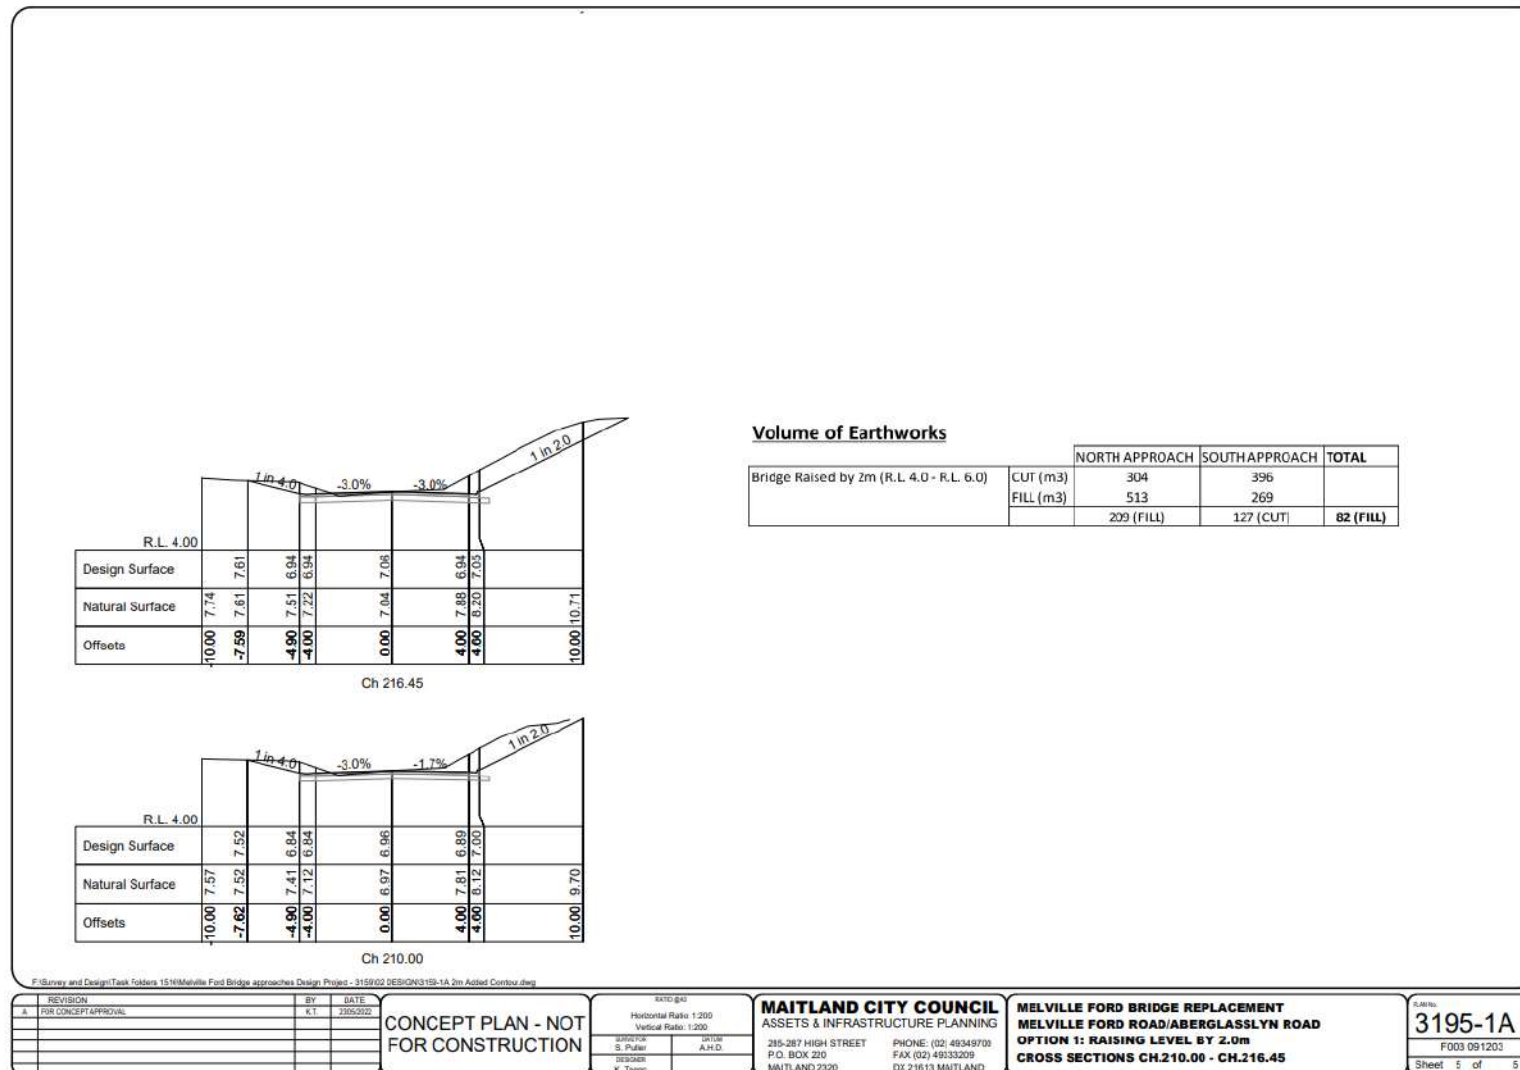 Volume of Earthworks
NORTH APPROACH SOUTH APPROACH TOTAL
Bridge Raised by 2m (R.L. 4.0 - R.L. 6.0) CUT (m3) 304 396
FILL (m3) 513 269
209 (FILL) 127 (CUT) 82 (FILL)
1 in 4.0 -3.0% -3.0% 1 in 2.0
R.L. 4.00
Design Surface 7.61 6.94 6.94 7.06 6.94 7.05
Natural Surface 7.74 7.61 7.51 7.22 7.04 7.88 8.20 10.71
Offsets -10.00 -7.59 -4.90 -4.00 0.00 4.00 4.60 10.00
Ch 216.45
1 in 4.0 -3.0% -1.7% 1 in 2.0
R.L. 4.00
Design Surface 7.52 6.84 6.84 6.96 6.89 7.00
Natural Surface 7.57 7.52 7.41 7.12 6.97 7.81 8.12 9.70
Offsets -10.00 -7.62 -4.90 -4.00 0.00 4.00 4.60 10.00
Ch 210.00
REVISION BY DATE
A FOR CONCEPT APPROVAL K.T.
CONCEPT PLAN - NOT
FOR CONSTRUCTION
Horizontal Ratio 1:200
Vertical Ratio: 1:200
SURVEYOR DATUM
S. Puller A.H.D.
DESIGNER
MAITLAND CITY COUNCIL
ASSETS & INFRASTRUCTURE PLANNING
285-287 HIGH STREET PHONE: (02) 49349700
P.O. BOX 220 FAX (02) 49333209
MAITLAND 2320 DX 21613 MAITLAND
MELVILLE FORD BRIDGE REPLACEMENT
MELVILLE FORD ROAD/ABERGLASSLYN ROAD
OPTION 1: RAISING LEVEL BY 2.0m
CROSS SECTIONS CH.210.00 - CH.216.45
PLAN No.
3195-1A
F003 091203
Sheet 5 of 5